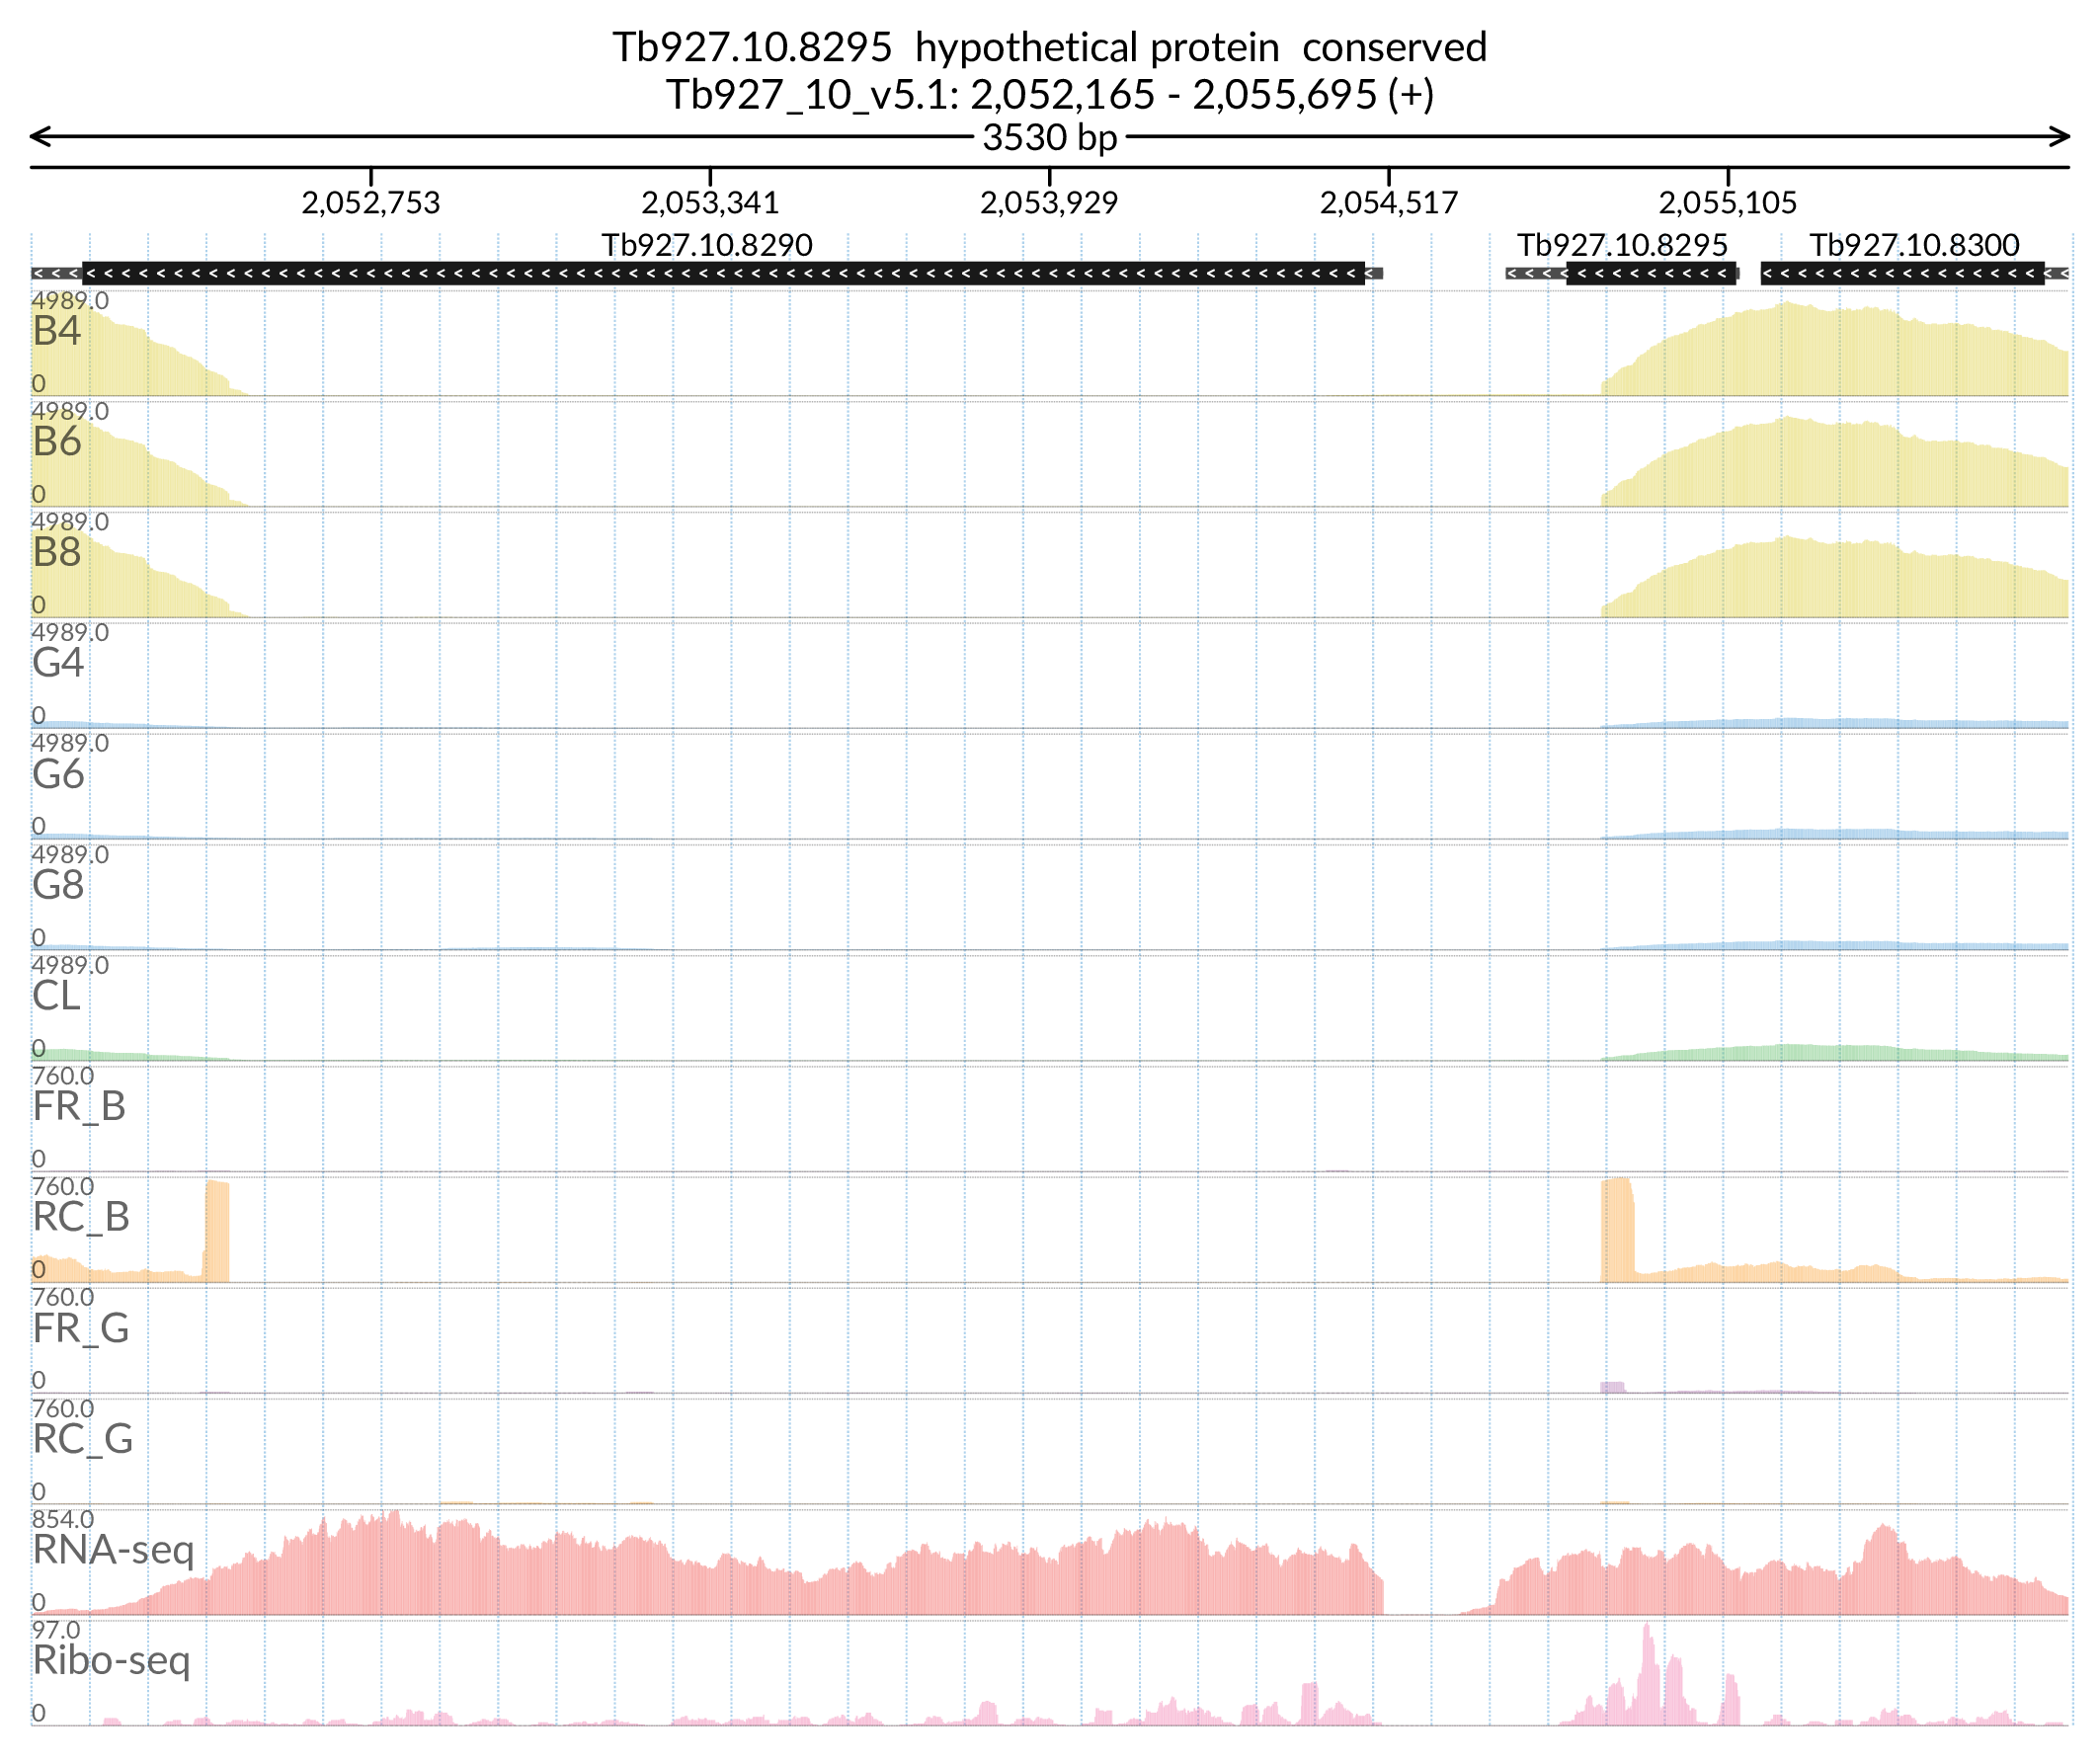 Tb927.10.8295 hypothetical protein conserved
Tb927_10_v5.1: 2,052,165 - 2,055,695 (+)
3530 bp
2,052,753 2,053,341 2,053,929 2,054,517 2,055,105
Tb927.10.8290 Tb927.10.8295 Tb927.10.8300
4989.0
B4
0
4989.0
B6
0
4989.0
B8
0
4989.0
G4
0
4989.0
G6
0
4989.0
G8
0
4989.0
CL
0
760.0
FR_B
0
760.0
RC_B
0
760.0
FR_G
0
760.0
RC_G
0
854.0
RNA-seq
0
97.0
Ribo-seq
0